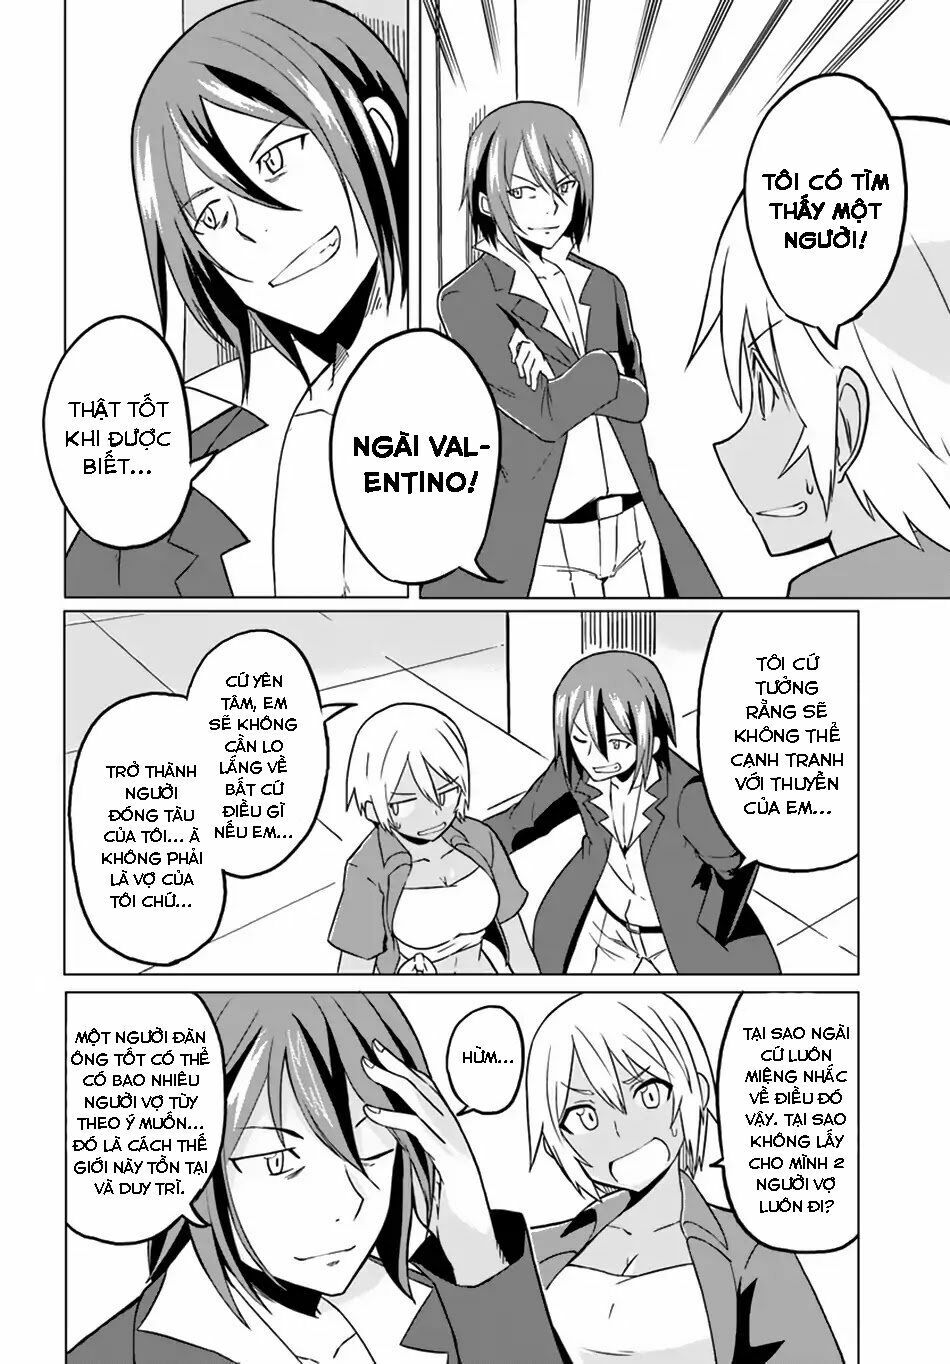 TÔI CÓ TÌM
THẤY MỘT
NGƯỜI!
NGÀI VAL-
ENTINO!
THẬT TỐT
KHI ĐƯỢC
BIẾT...
TÔI CỨ
TƯỞNG
RẰNG SẼ
KHÔNG THỂ
CẠNH TRANH
VỚI THUYỀN
CỦA EM...
CỨ YÊN
TÂM, EM
SẼ KHÔNG
CẦN LO
LẮNG VỀ
BẤT CỨ
ĐIỀU GÌ
NẾU EM...
TRỞ THÀNH
NGƯỜI
ĐÓNG TÀU
CỦA TÔI... À
KHÔNG PHẢI
LÀ VỢ CỦA
TÔI CHỨ...
TẠI SAO NGÀI
CỨ LUÔN
MIỆNG NHẮC
VỀ ĐIỀU ĐÓ
VẬY. TẠI SAO
KHÔNG LẤY
CHO MÌNH 2
NGƯỜI VỢ
LUÔN ĐI?
HỪM...
MỘT NGƯỜI ĐÀN
ÔNG TỐT CÓ THỂ
CÓ BAO NHIÊU
NGƯỜI VỢ TÙY
THEO Ý MUỐN...
ĐÓ LÀ CÁCH THẾ
GIỚI NÀY TỒN TẠI
VÀ DUY TRÌ.